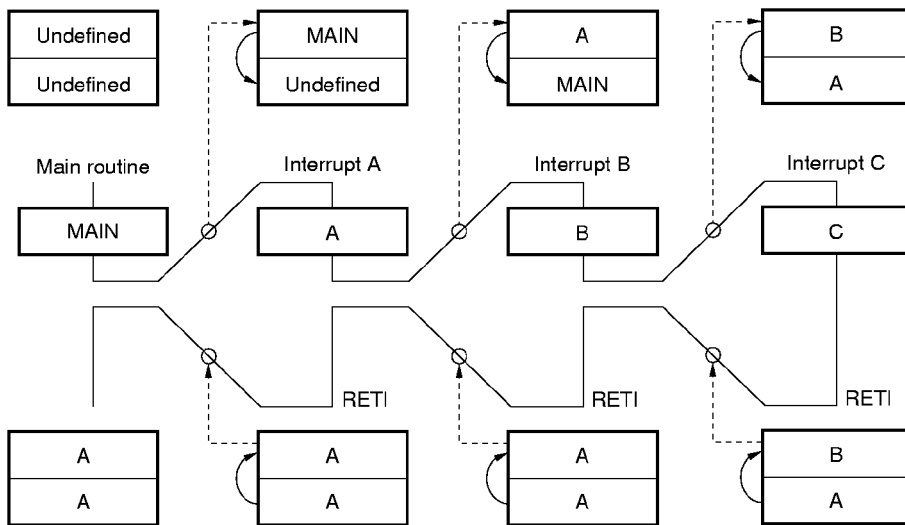 Undefined
Undefined
MAIN
Undefined
A
MAIN
B
A
Main routine
Interrupt A
Interrupt B
Interrupt C
MAIN
A
B
C
RETI
RETI
RETI
A
A
A
A
A
A
B
A